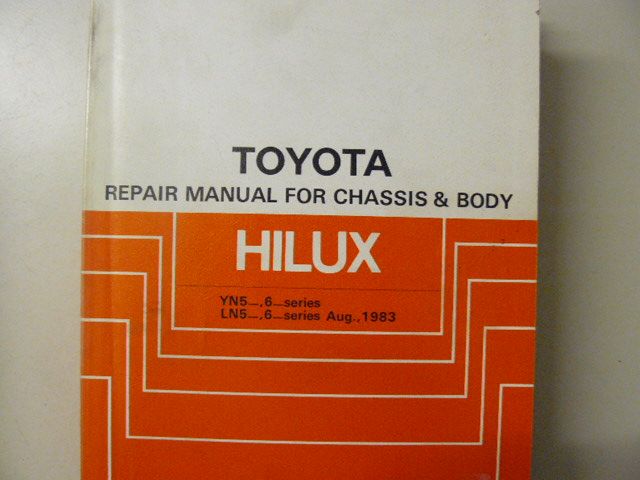 TOYOTA
REPAIR MANUAL FOR CHASSIS & BODY
HILUX
YN5–,6–series
LN5–,6–series Aug.,1983